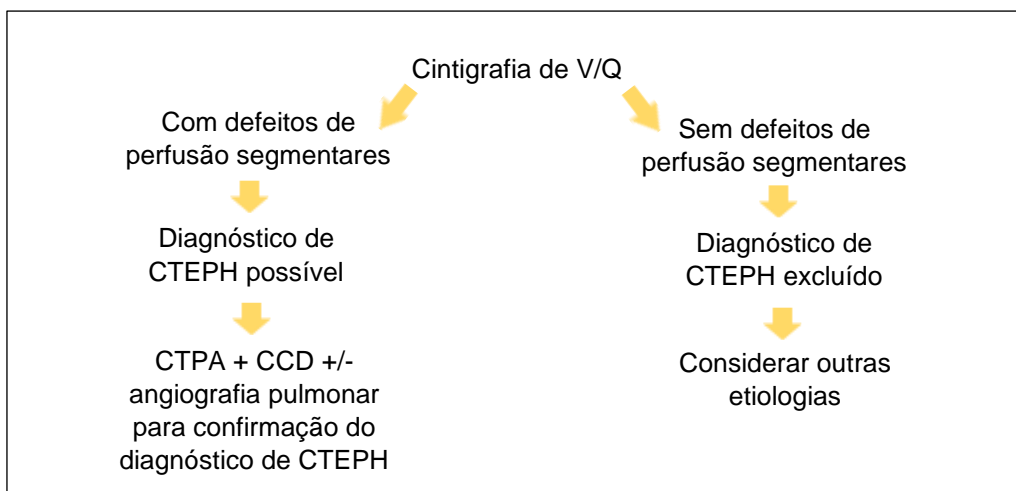 Cintigrafia de V/Q
Com defeitos de
perfusão segmentares
Diagnóstico de
CTEPH possível
CTPA + CCD +/-
angiografia pulmonar
para confirmação do
diagnóstico de CTEPH
Sem defeitos de
perfusão segmentares
Diagnóstico de
CTEPH excluído
Considerar outras
etiologias